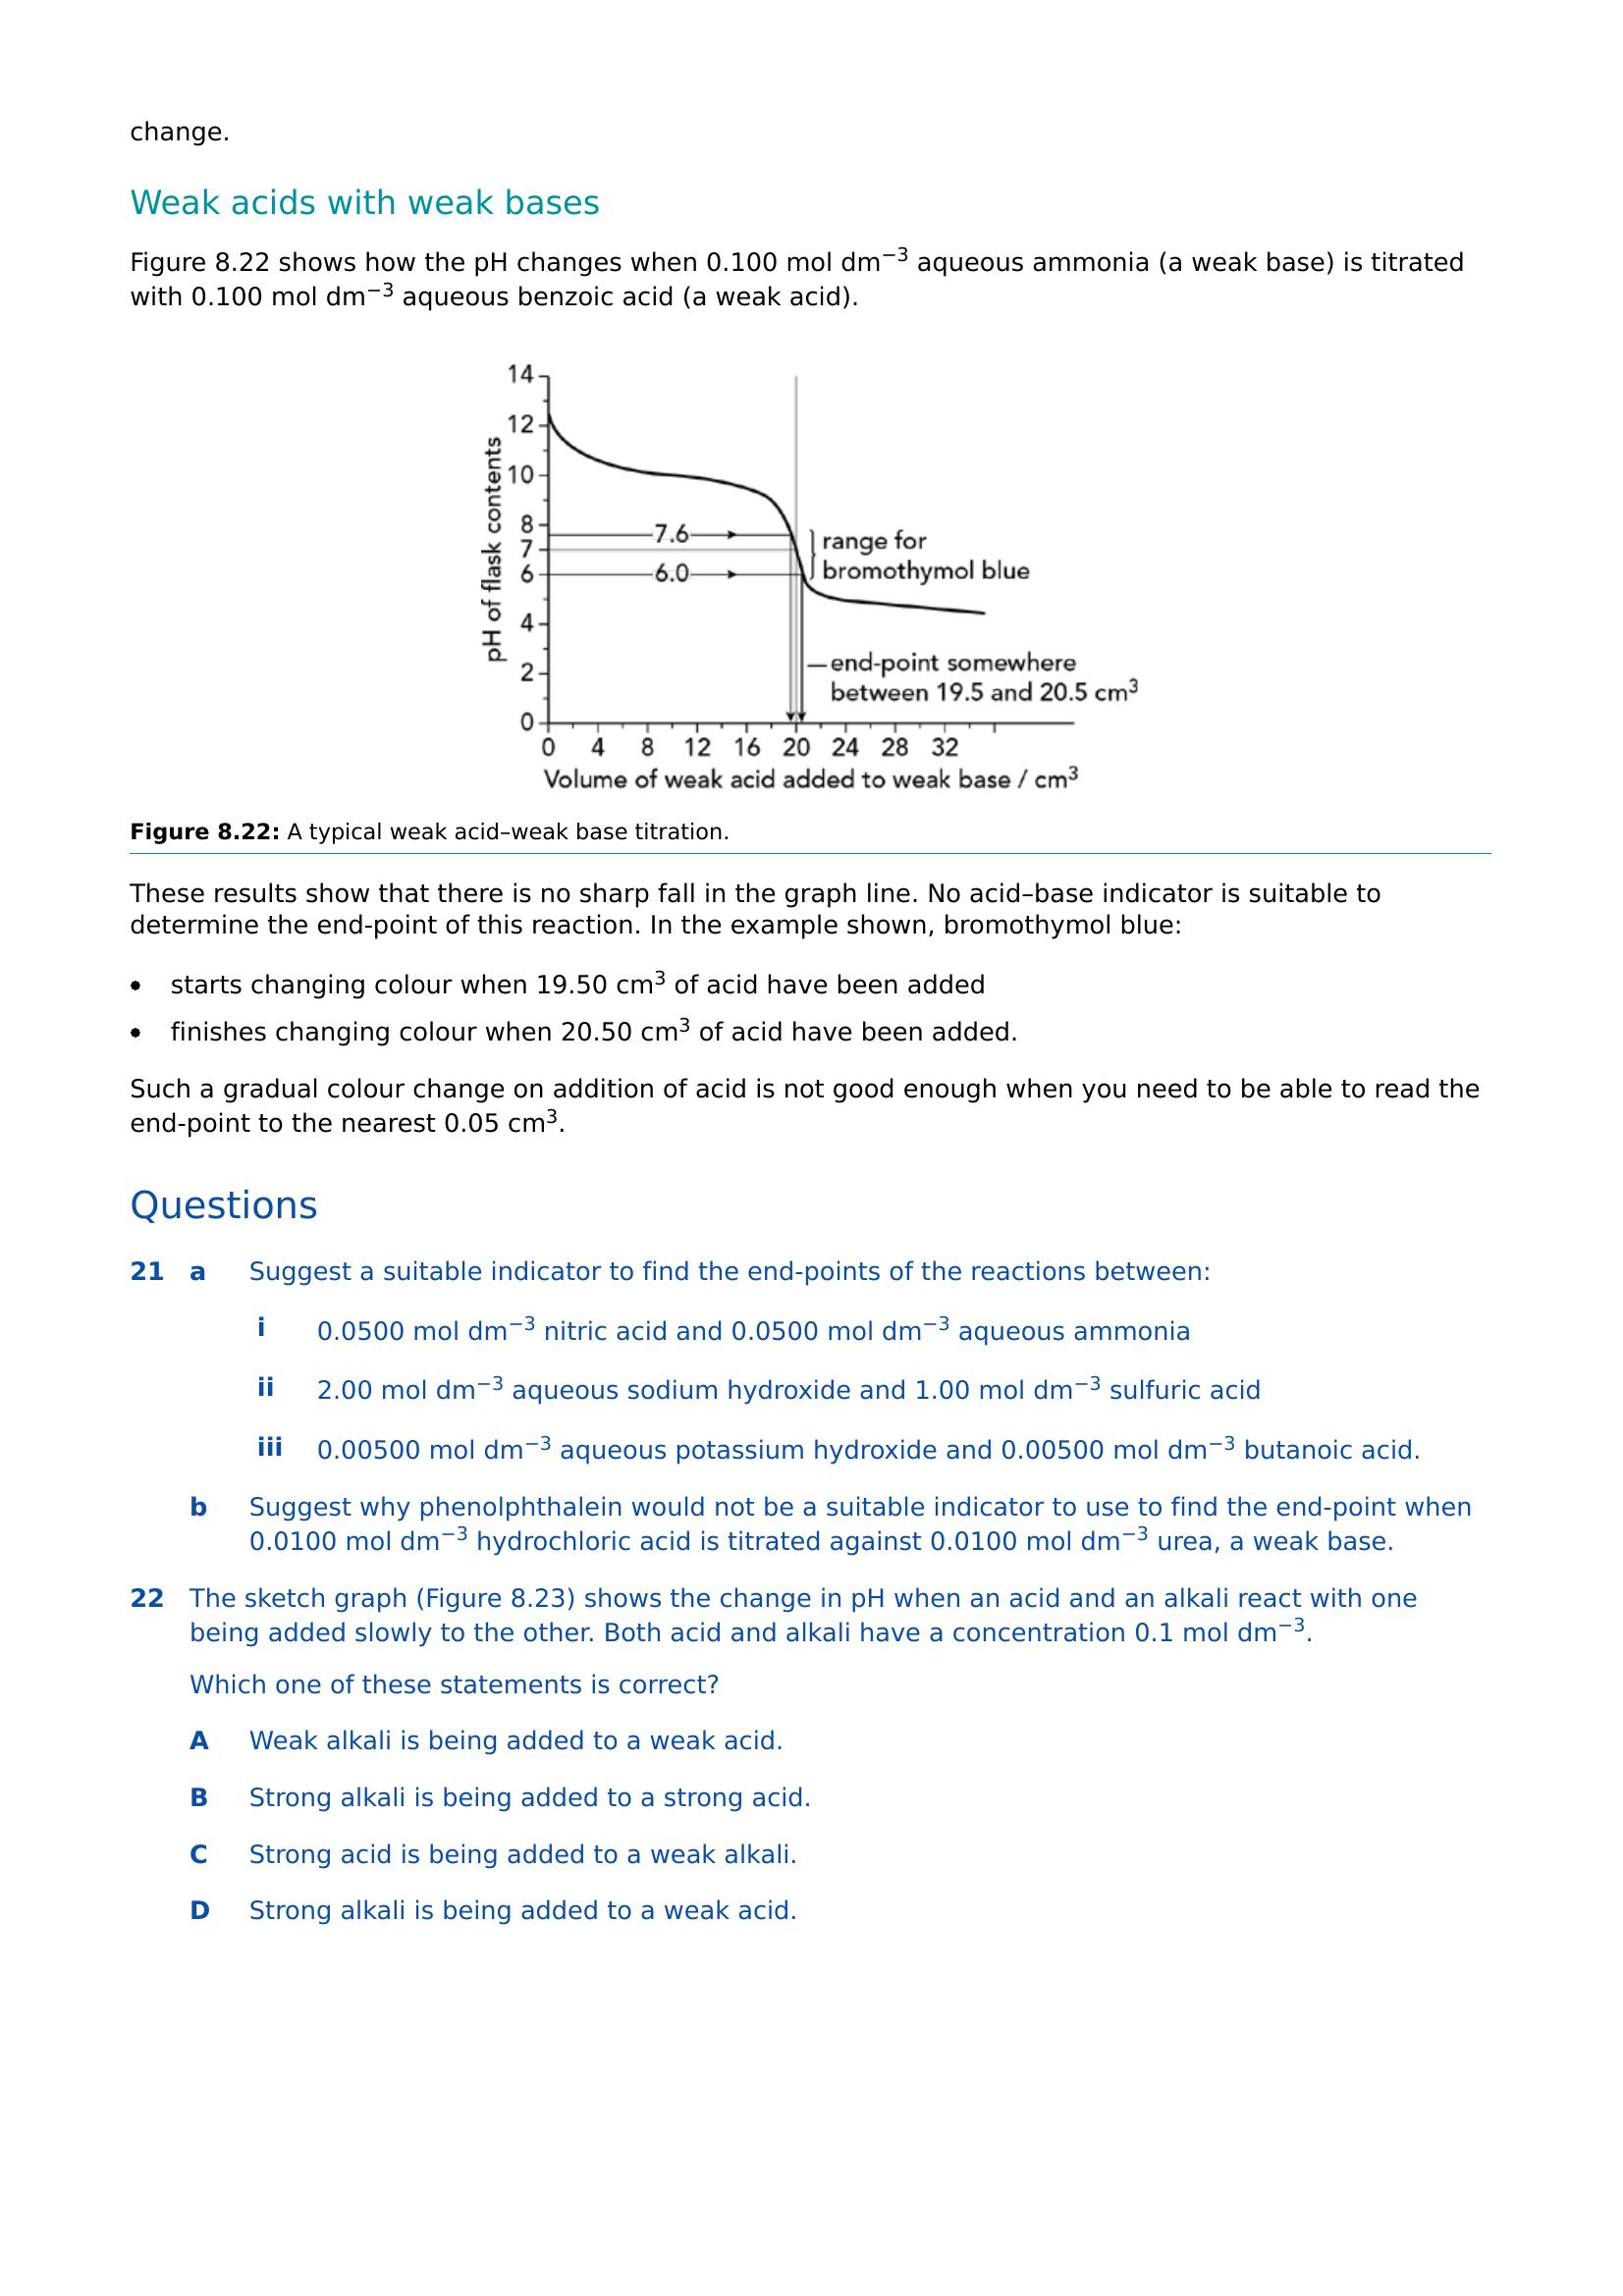 change.
Weak acids with weak bases
Figure 8.22 shows how the pH changes when 0.100 mol dm⁻³ aqueous ammonia (a weak base) is titrated
with 0.100 mol dm⁻³ aqueous benzoic acid (a weak acid).
14
12
10
8
7
6
4
2
0
pH of flask contents
7.6
6.0
range for
bromothymol blue
end-point somewhere
between 19.5 and 20.5 cm³
0 4 8 12 16 20 24 28 32
Volume of weak acid added to weak base / cm³
Figure 8.22: A typical weak acid–weak base titration.
These results show that there is no sharp fall in the graph line. No acid–base indicator is suitable to
determine the end-point of this reaction. In the example shown, bromothymol blue:
• starts changing colour when 19.50 cm³ of acid have been added
• finishes changing colour when 20.50 cm³ of acid have been added.
Such a gradual colour change on addition of acid is not good enough when you need to be able to read the
end-point to the nearest 0.05 cm³.
Questions
21 a Suggest a suitable indicator to find the end-points of the reactions between:
i 0.0500 mol dm⁻³ nitric acid and 0.0500 mol dm⁻³ aqueous ammonia
ii 2.00 mol dm⁻³ aqueous sodium hydroxide and 1.00 mol dm⁻³ sulfuric acid
iii 0.00500 mol dm⁻³ aqueous potassium hydroxide and 0.00500 mol dm⁻³ butanoic acid.
b Suggest why phenolphthalein would not be a suitable indicator to use to find the end-point when
0.0100 mol dm⁻³ hydrochloric acid is titrated against 0.0100 mol dm⁻³ urea, a weak base.
22 The sketch graph (Figure 8.23) shows the change in pH when an acid and an alkali react with one
being added slowly to the other. Both acid and alkali have a concentration 0.1 mol dm⁻³.
Which one of these statements is correct?
A Weak alkali is being added to a weak acid.
B Strong alkali is being added to a strong acid.
C Strong acid is being added to a weak alkali.
D Strong alkali is being added to a weak acid.